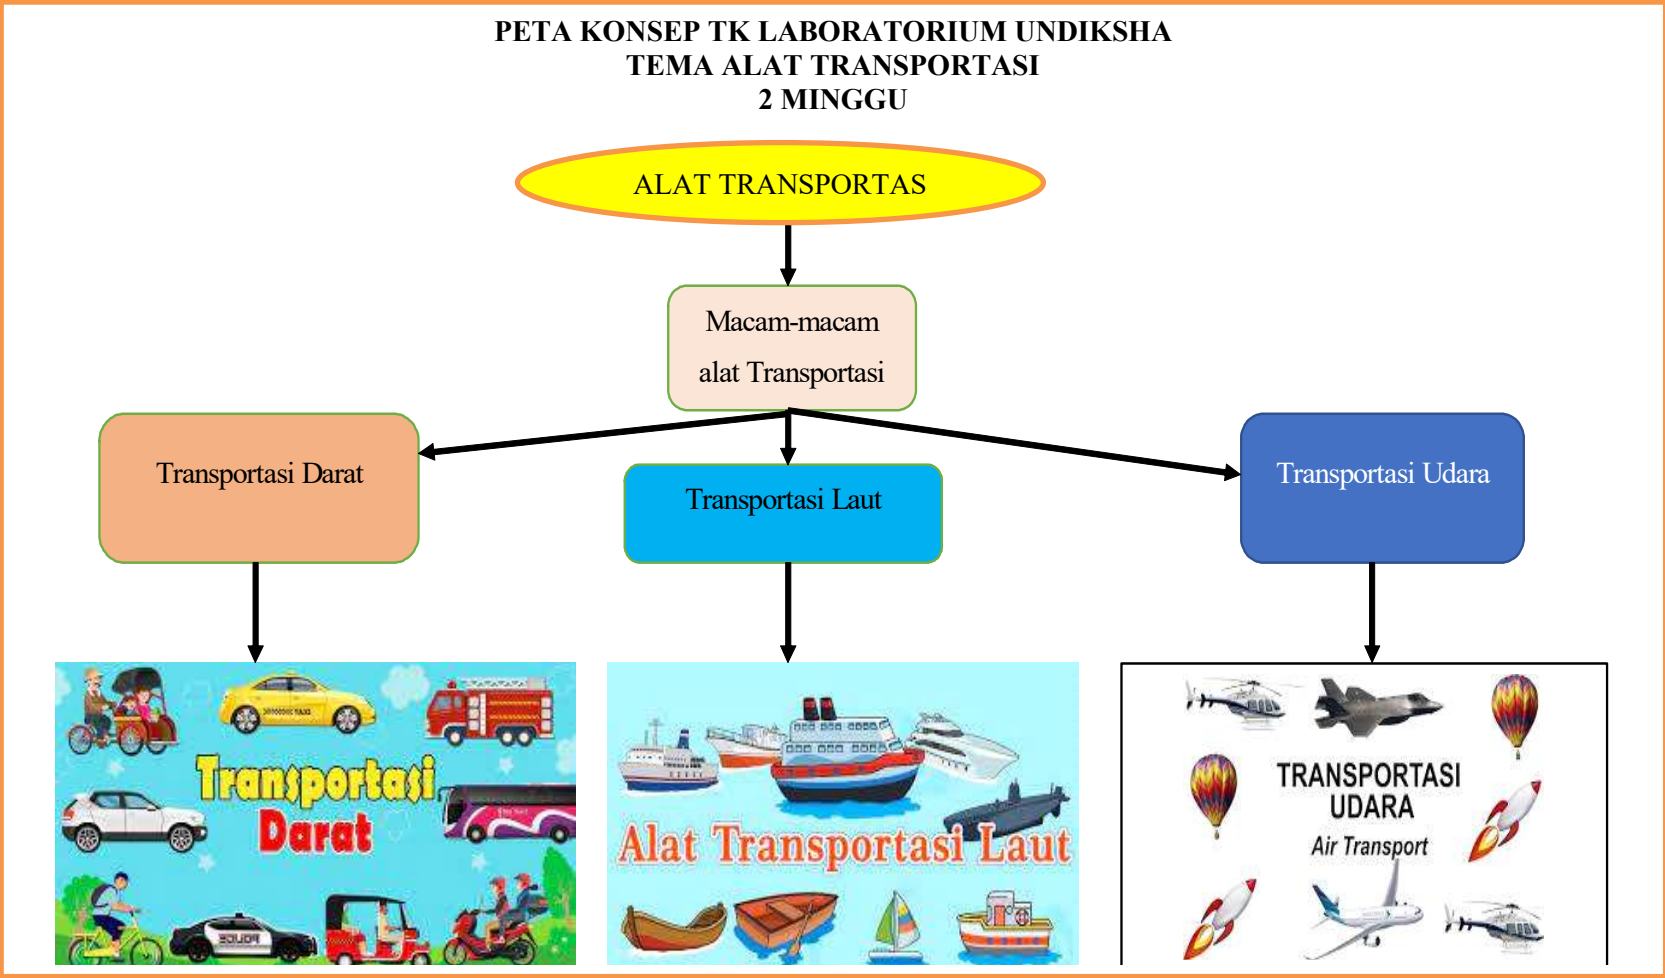 PETA KONSEP TK LABORATORIUM UNDIKSHA
TEMA ALAT TRANSPORTASI
2 MINGGU
ALAT TRANSPORTAS
Macam-macam
alat Transportasi
Transportasi Darat
Transportasi Laut
Transportasi Udara
Transportasi
Darat
Alat Transportasi Laut
TRANSPORTASI
UDARA
Air Transport